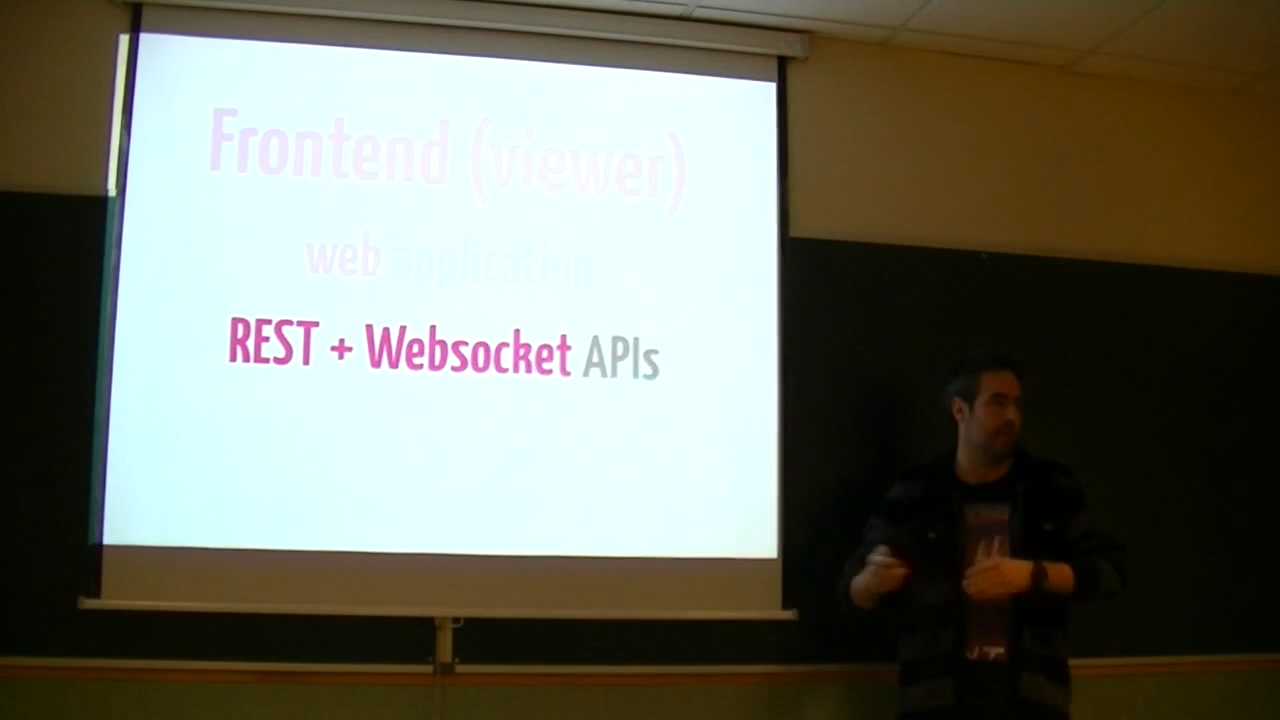 Frontend (viewer)
web application
REST + Websocket APIs